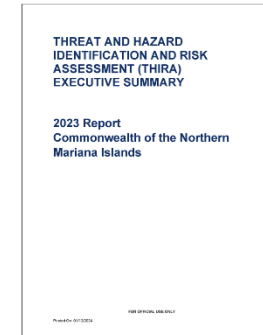 THREAT AND HAZARD
IDENTIFICATION AND RISK
ASSESSMENT (THIRA)
EXECUTIVE SUMMARY
2023 Report
Commonwealth of the Northern
Mariana Islands
FOR OFFICIAL USE ONLY